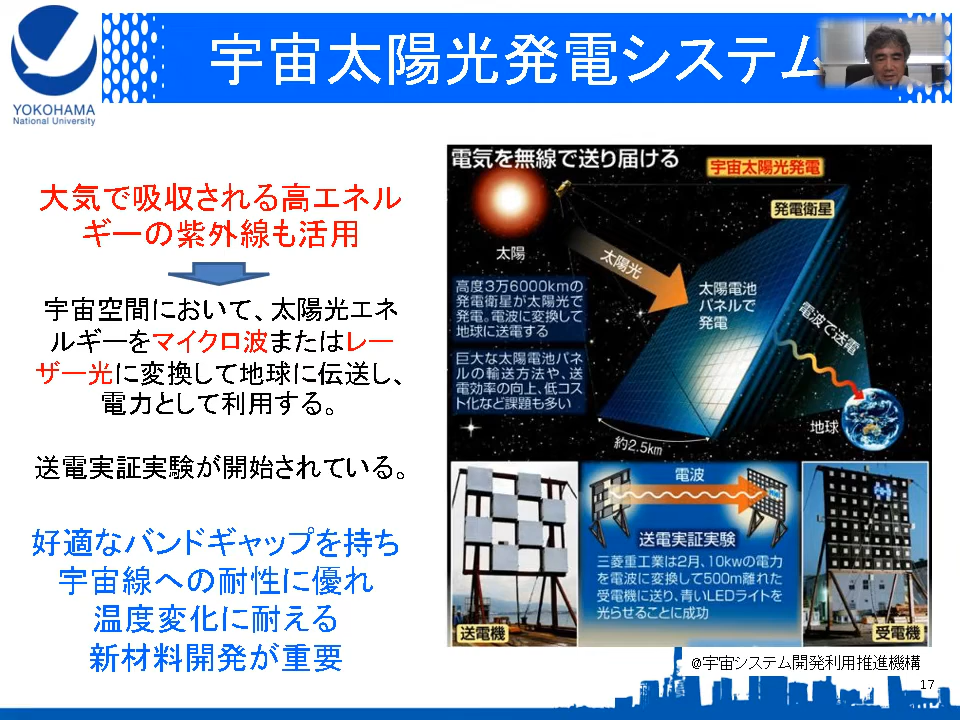 YOKOHAMA
National University
宇宙太陽光発電システム
大気で吸収される高エネル
ギーの紫外線も活用
宇宙空間において、太陽光エネ
ルギーをマイクロ波またはレー
ザー光に変換して地球に伝送し、
電力として利用する。
送電実証実験が開始されている。
好適なバンドギャップを持ち
宇宙線への耐性に優れ
温度変化に耐える
新材料開発が重要
電気を無線で送り届ける
宇宙太陽光発電
発電衛星
太陽
太陽光
太陽電池
パネルで
発電
電波で送電
高度3万6000kmの
発電衛星が太陽光で
発電。電波に変換して
地球に送電する
巨大な太陽電池パネ
ルの輸送方法や、送
電効率の向上、低コス
ト化など課題も多い
地球
約2.5km
電波
送電実証実験
三菱重工業は2月、10kwの電力
を電波に変換して500m離れた
受電機に送り、青いLEDライトを
光らせることに成功
送電機
受電機
@宇宙システム開発利用推進機構
17